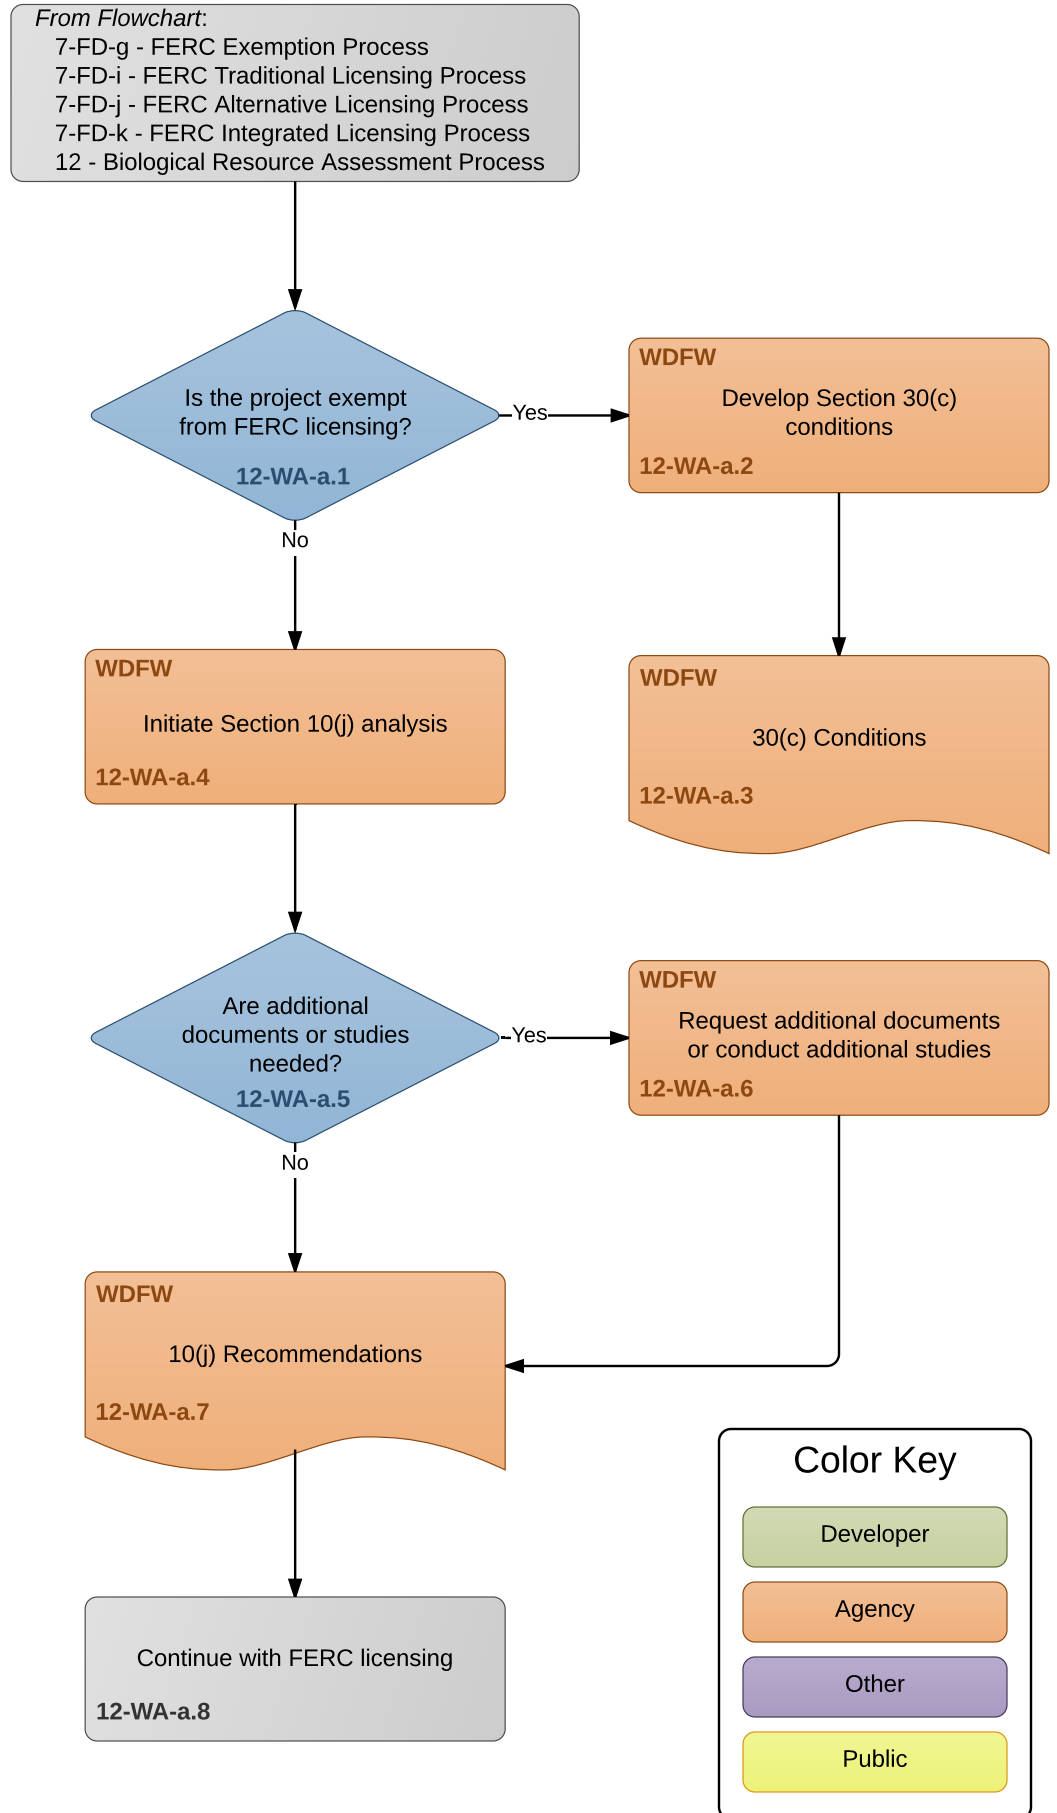 From Flowchart:
7-FD-g - FERC Exemption Process
7-FD-i - FERC Traditional Licensing Process
7-FD-j - FERC Alternative Licensing Process
7-FD-k - FERC Integrated Licensing Process
12 - Biological Resource Assessment Process
Is the project exempt
from FERC licensing?
12-WA-a.1
Yes
WDFW
Develop Section 30(c)
conditions
12-WA-a.2
No
WDFW
Initiate Section 10(j) analysis
12-WA-a.4
WDFW
30(c) Conditions
12-WA-a.3
Are additional
documents or studies
needed?
12-WA-a.5
Yes
WDFW
Request additional documents
or conduct additional studies
12-WA-a.6
No
WDFW
10(j) Recommendations
12-WA-a.7
Continue with FERC licensing
12-WA-a.8
Color Key
Developer
Agency
Other
Public